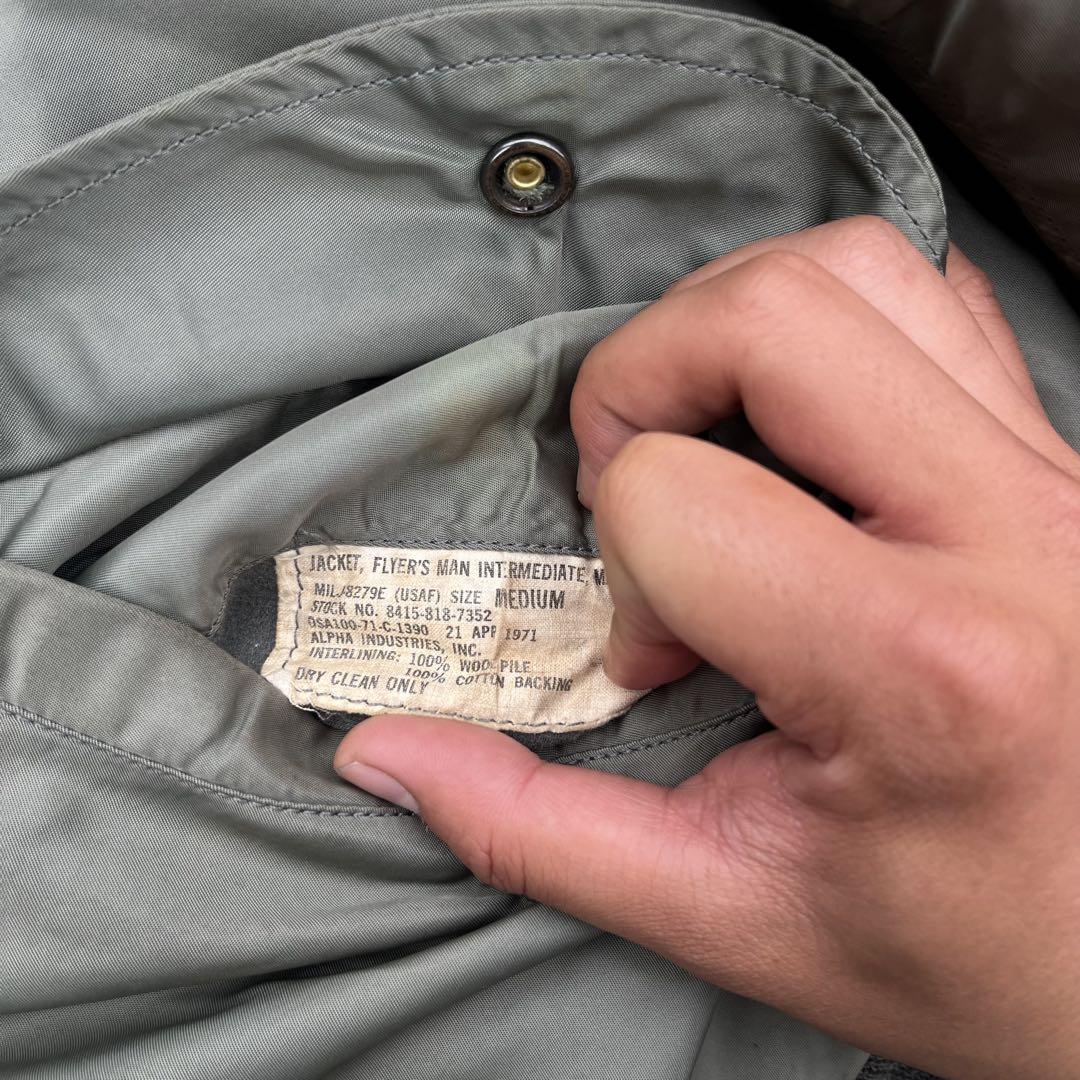 JACKET, FLYER'S MAN INTERMEDIATE, M
MIL-J8279E (USAF) SIZE MEDIUM
STOCK NO. 8415-818-7352
DSA100-71-C-1390 21 APR 1971
ALPHA INDUSTRIES, INC.
INTERLINING: 100% WOOL PILE
100% COTTON BACKING
DRY CLEAN ONLY